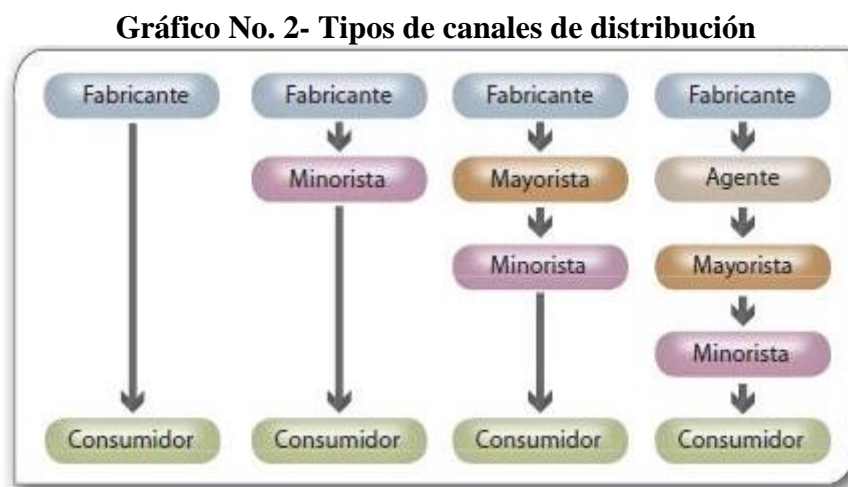 Gráfico No. 2- Tipos de canales de distribución
Fabricante Fabricante Fabricante Fabricante
Minorista Mayorista Agente
Minorista Mayorista
Minorista
Consumidor Consumidor Consumidor Consumidor